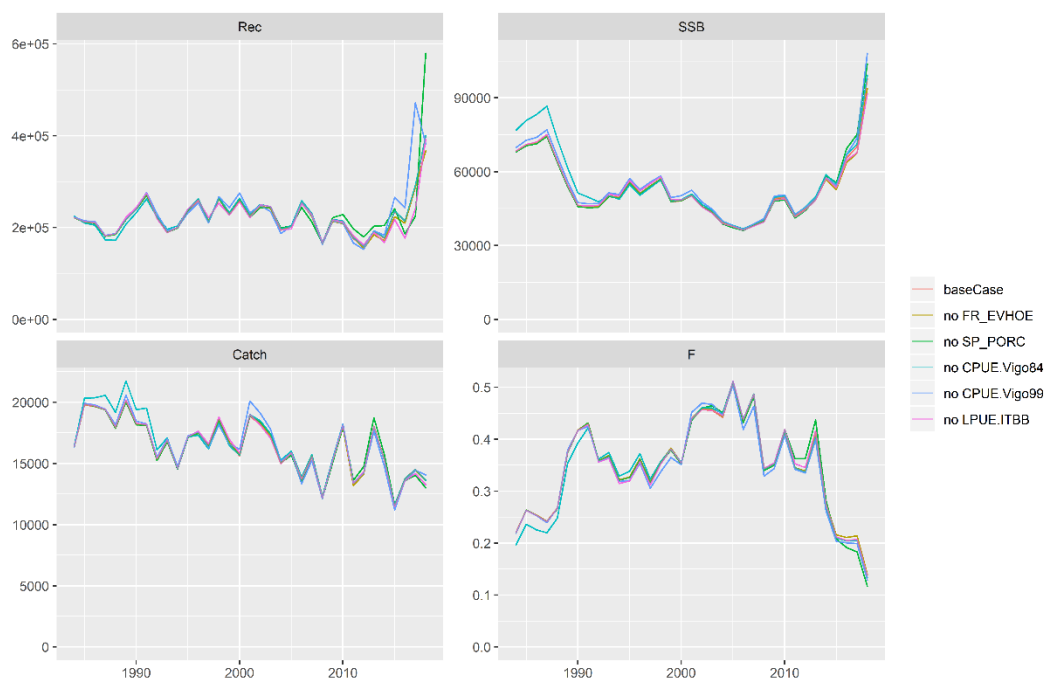 Rec
6e+05
4e+05
2e+05
0e+00
SSB
90000
60000
30000
0
Catch
20000
15000
10000
5000
0
1990
2000
2010
F
0.5
0.4
0.3
0.2
0.1
0.0
1990
2000
2010
baseCase
no FR_EVHOE
no SP_PORC
no CPUE.Vigo84
no CPUE.Vigo99
no LPUE.ITBB